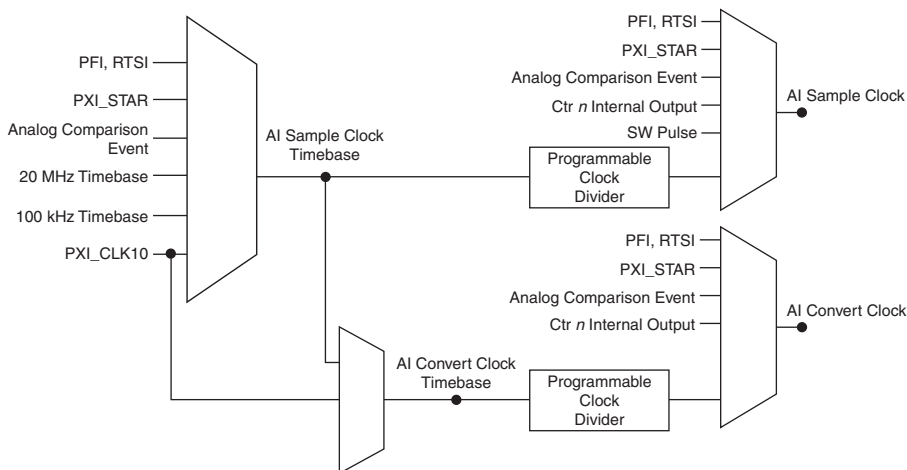 PFI, RTSI
PXI_STAR
Analog Comparison
Event
20 MHz Timebase
100 kHz Timebase
PXI_CLK10
AI Sample Clock
Timebase
PFI, RTSI
PXI_STAR
Analog Comparison Event
Ctr n Internal Output
SW Pulse
Programmable
Clock
Divider
AI Sample Clock
PFI, RTSI
PXI_STAR
Analog Comparison Event
Ctr n Internal Output
AI Convert Clock
Timebase
Programmable
Clock
Divider
AI Convert Clock